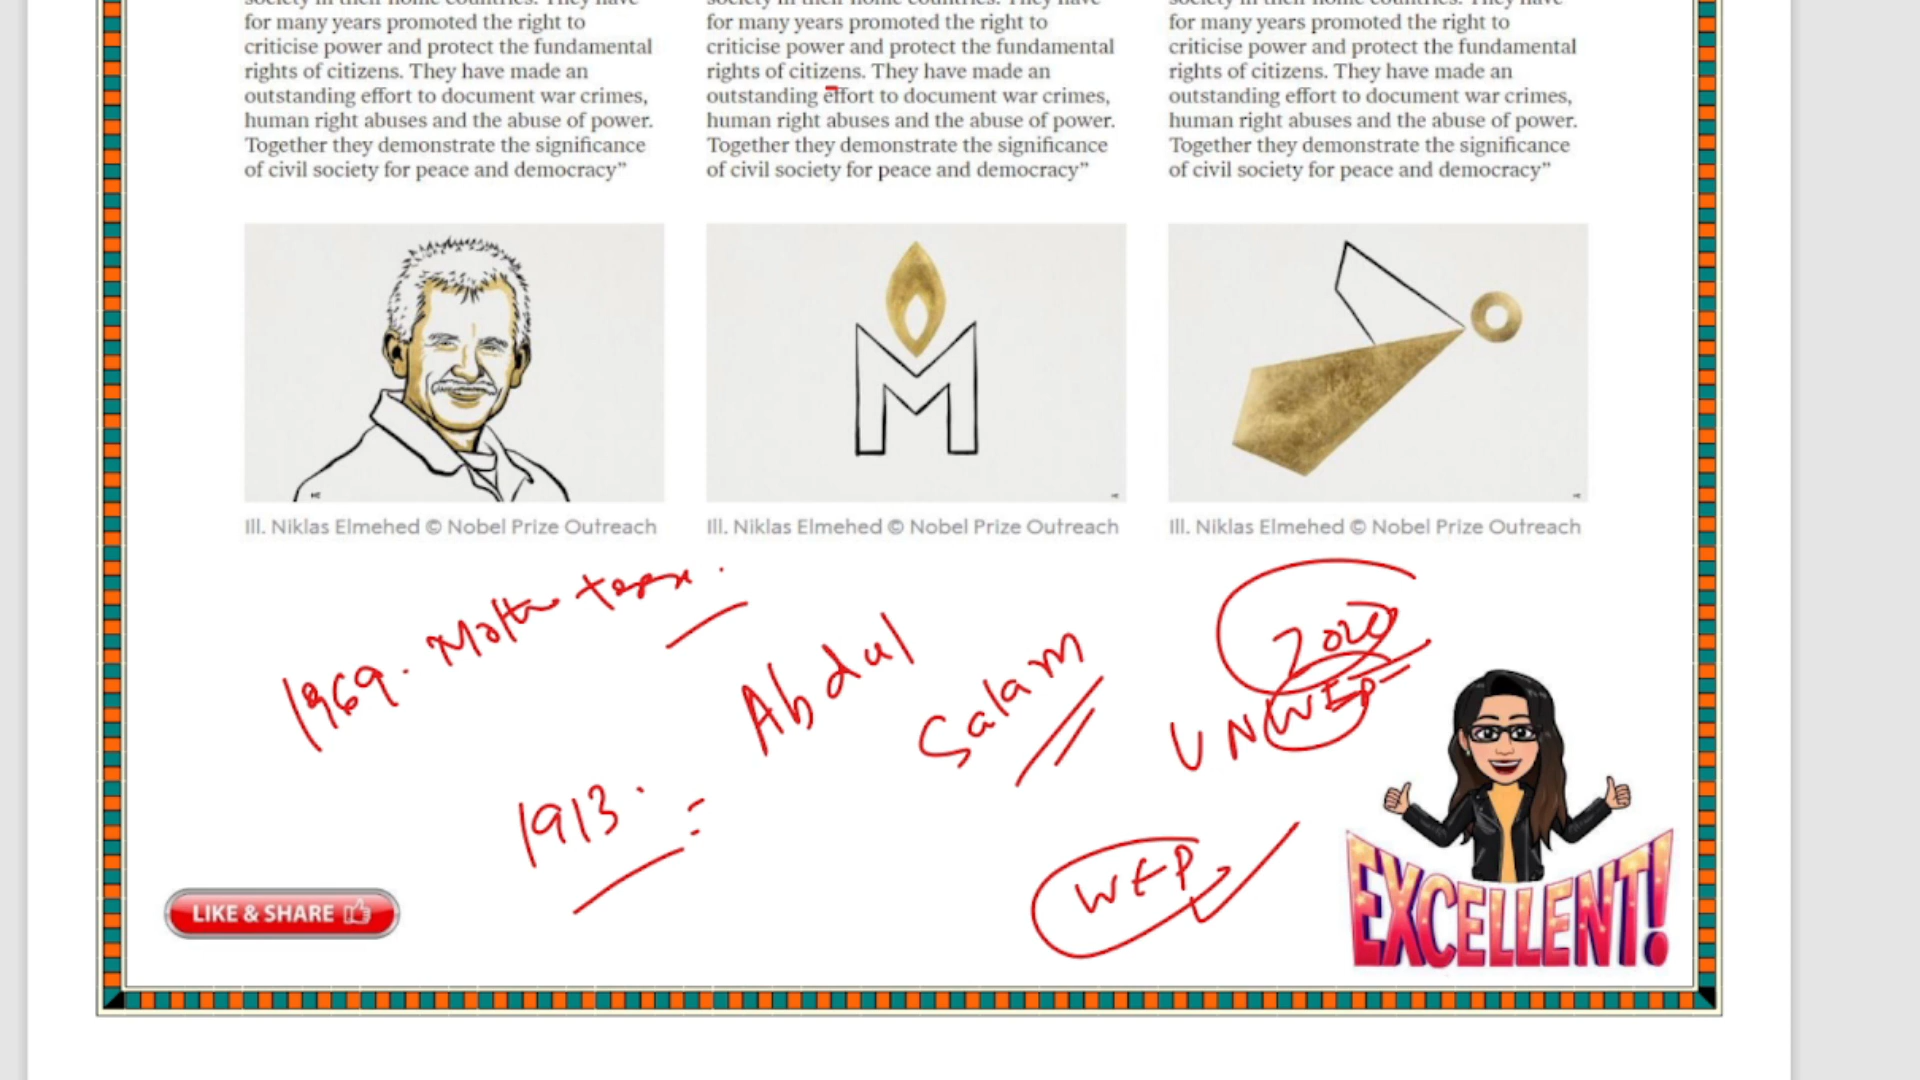 for many years promoted the right to
criticise power and protect the fundamental
rights of citizens. They have made an
outstanding effort to document war crimes,
human right abuses and the abuse of power.
Together they demonstrate the significance
of civil society for peace and democracy”
for many years promoted the right to
criticise power and protect the fundamental
rights of citizens. They have made an
outstanding effort to document war crimes,
human right abuses and the abuse of power.
Together they demonstrate the significance
of civil society for peace and democracy”
for many years promoted the right to
criticise power and protect the fundamental
rights of citizens. They have made an
outstanding effort to document war crimes,
human right abuses and the abuse of power.
Together they demonstrate the significance
of civil society for peace and democracy”
M
Ill. Niklas Elmehed © Nobel Prize Outreach
Ill. Niklas Elmehed © Nobel Prize Outreach
Ill. Niklas Elmehed © Nobel Prize Outreach
1969.
Abdul Salam
2020
UNWFP
1913.
WFP
LIKE & SHARE
EXCELLENT!